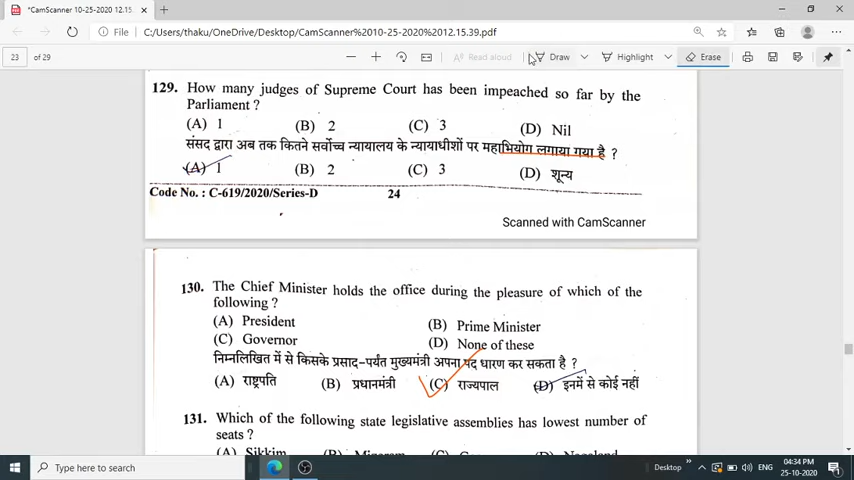 *CamScanner 10-25-2020 12.15.39
File | C:/Users/thaku/OneDrive/Desktop/CamScanner%2010-25-2020%2012.15.39.pdf
23 of 29 Read aloud Draw Highlight Erase
129. How many judges of Supreme Court has been impeached so far by the
Parliament ?
(A) 1 (B) 2 (C) 3 (D) Nil
संसद द्वारा अब तक कितने सर्वोच्च न्यायालय के न्यायाधीशों पर महाभियोग लगाया गया है ?
(A) 1 (B) 2 (C) 3 (D) शून्य
Code No. : C-619/2020/Series-D 24
Scanned with CamScanner
130. The Chief Minister holds the office during the pleasure of which of the
following ?
(A) President (B) Prime Minister
(C) Governor (D) None of these
निम्नलिखित में से किसके प्रसाद-पर्यंत मुख्यमंत्री अपना पद धारण कर सकता है ?
(A) राष्ट्रपति (B) प्रधानमंत्री (C) राज्यपाल (D) इनमें से कोई नहीं
131. Which of the following state legislative assemblies has lowest number of
seats ?
(A) Sikkim (B) Mizoram (C) (D) Nagaland
Type here to search Desktop ENG 04:34 PM
25-10-2020